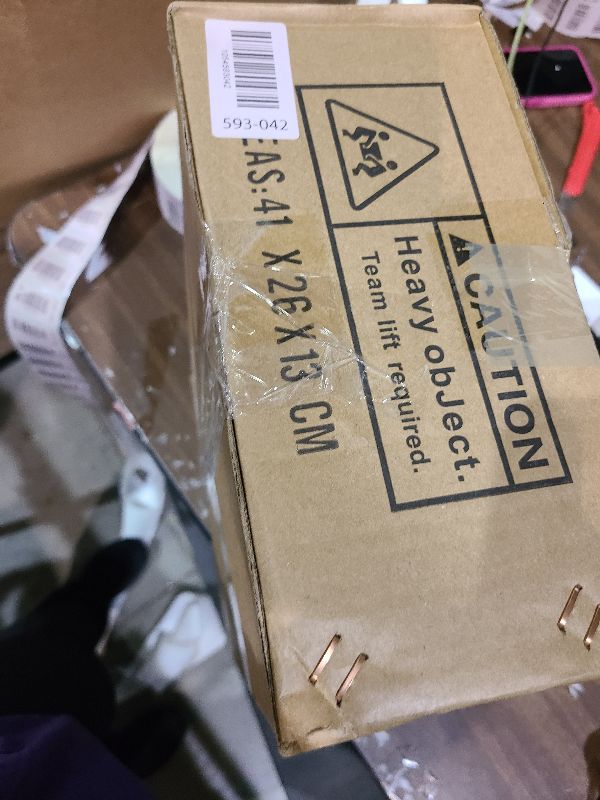 593-042
EAS:41 X 26 X 13 CM
CAUTION
Heavy obJect.
Team lift required.